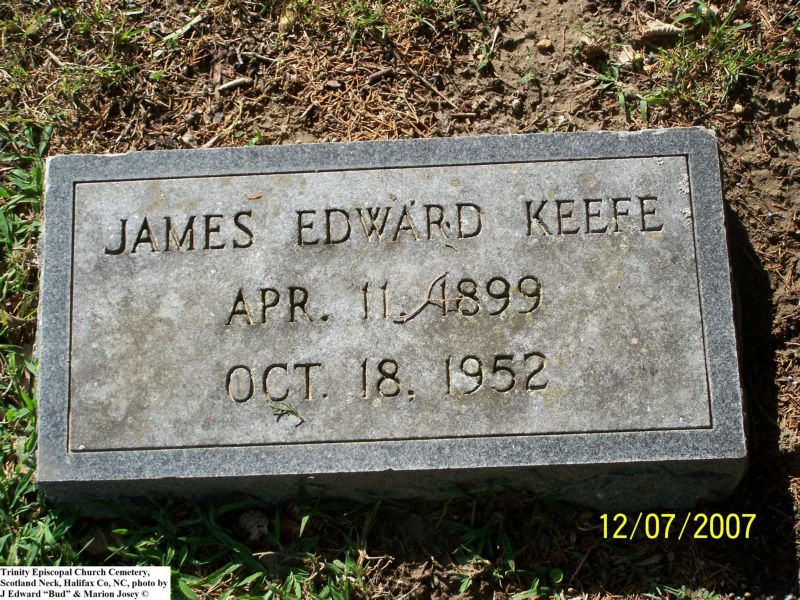 JAMES EDWARD KEEFE
APR. 11, 1899
OCT. 18, 1952
12/07/2007
Trinity Episcopal Church Cemetery,
Scotland Neck, Halifax Co, NC, photo by
J Edward “Bud” & Marion Josey ©